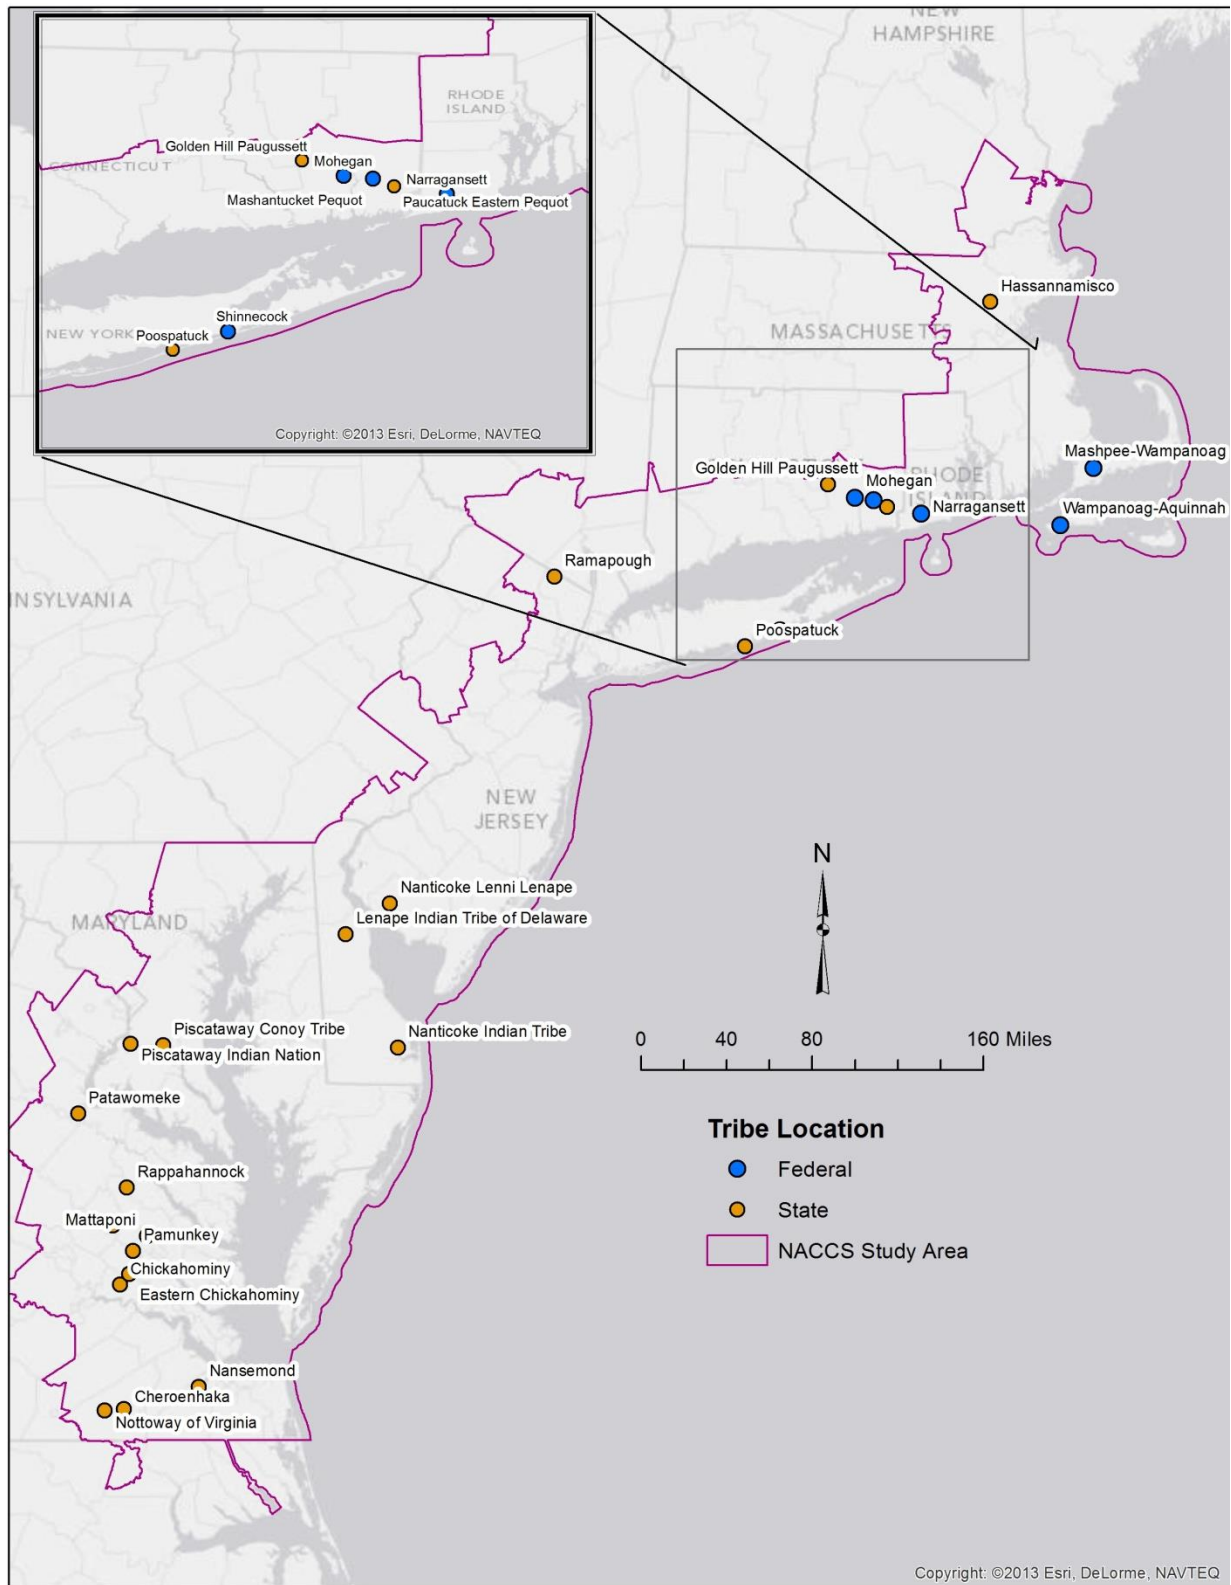 NEW
HAMPSHIRE
RHODE
ISLAND
Golden Hill Paugussett
Mohegan
CONNECTICUT
Narragansett
Mashantucket Pequot
Paucatuck Eastern Pequot
Shinnecock
NEW YORK
Poospatuck
Copyright: ©2013 Esri, DeLorme, NAVTEQ
Hassannamisco
MASSACHUSETTS
Mashpee-Wampanoag
Golden Hill Paugussett
RHODE
Mohegan
ISLAND
Narragansett
Wampanoag-Aquinnah
Ramapough
NSYLVANIA
Poospatuck
NEW
JERSEY
N
Nanticoke Lenni Lenape
MARYLAND
Lenape Indian Tribe of Delaware
Piscataway Conoy Tribe
Nanticoke Indian Tribe
Piscataway Indian Nation
0 40 80 160 Miles
Patawomeke
Tribe Location
Federal
Rappahannock
State
Mattaponi
Pamunkey
NACCS Study Area
Chickahominy
Eastern Chickahominy
Nansemond
Cheroenhaka
Nottoway of Virginia
Copyright: ©2013 Esri, DeLorme, NAVTEQ